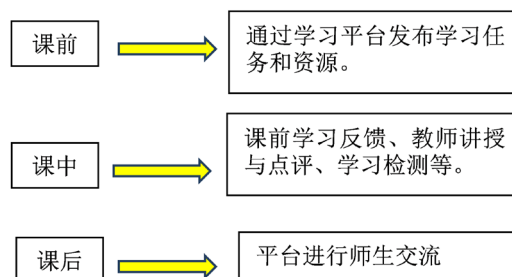 课前
通过学习平台发布学习任
务和资源。
课中
课前学习反馈、教师讲授
与点评、学习检测等。
课后
平台进行师生交流